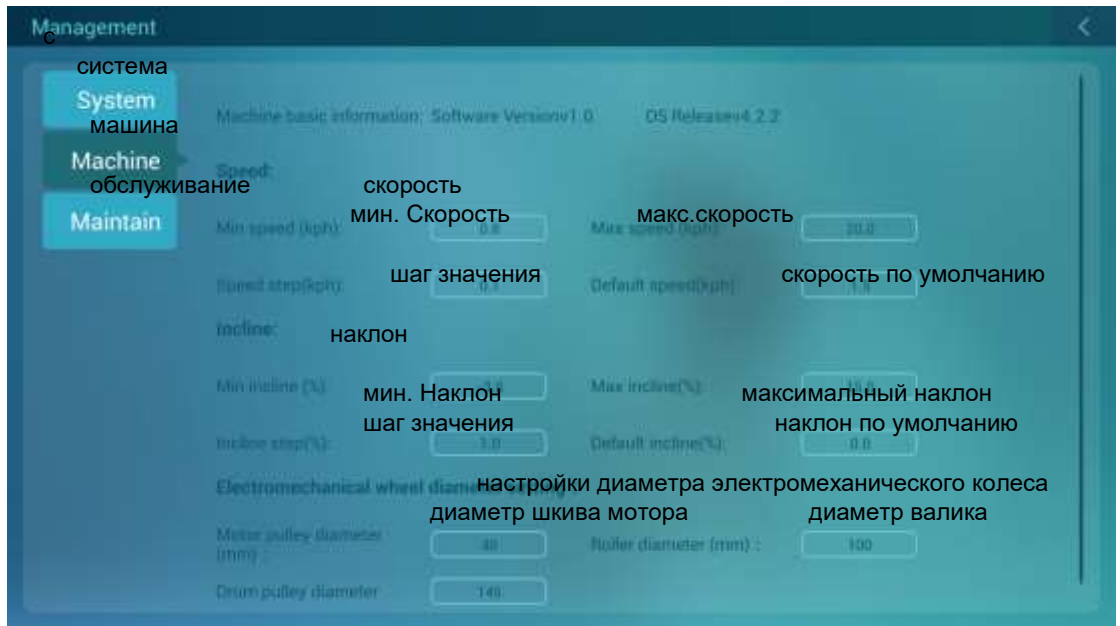 Management
с
система
System
Machine basic information: Software Versionv1.0 OS Releasev4.2.2
машина
Machine
Speed:
обслуживание скорость
Maintain
мин. Скорость макс.скорость
Min speed (kph): 0.8 Max speed (kph) 20.0
шаг значения скорость по умолчанию
Speed step(kph): Default speed(kph)
Incline:
наклон
Min incline (%) Max incline(%):
мин. Наклон максимальный наклон
шаг значения наклон по умолчанию
Incline step(%): 1.0 Default incline(%): 0.0
Electromechanical wheel diameter
настройки диаметра электромеханического колеса
диаметр шкива мотора диаметр валика
Motor pulley diameter
(mm) : Roller diameter (mm) : 100
Drum pulley diameter